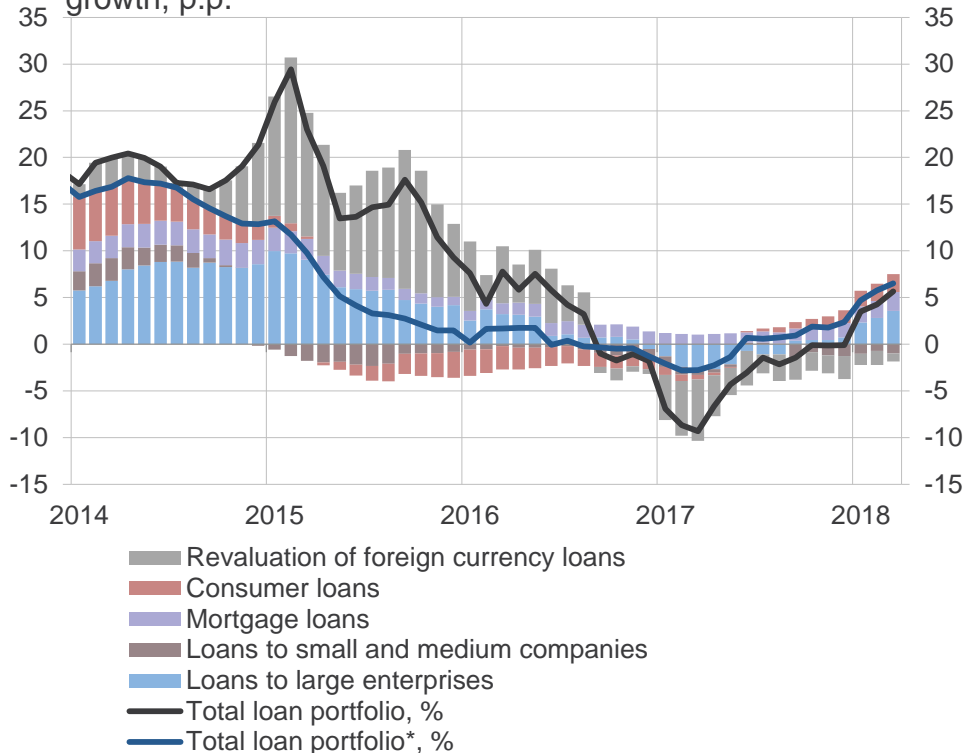 growth, p.p.
35 35
30 30
25 25
20 20
15 15
10 10
5 5
0 0
-5 -5
-10 -10
-15 -15
2014 2015 2016 2017 2018
Revaluation of foreign currency loans
Consumer loans
Mortgage loans
Loans to small and medium companies
Loans to large enterprises
Total loan portfolio, %
Total loan portfolio*, %